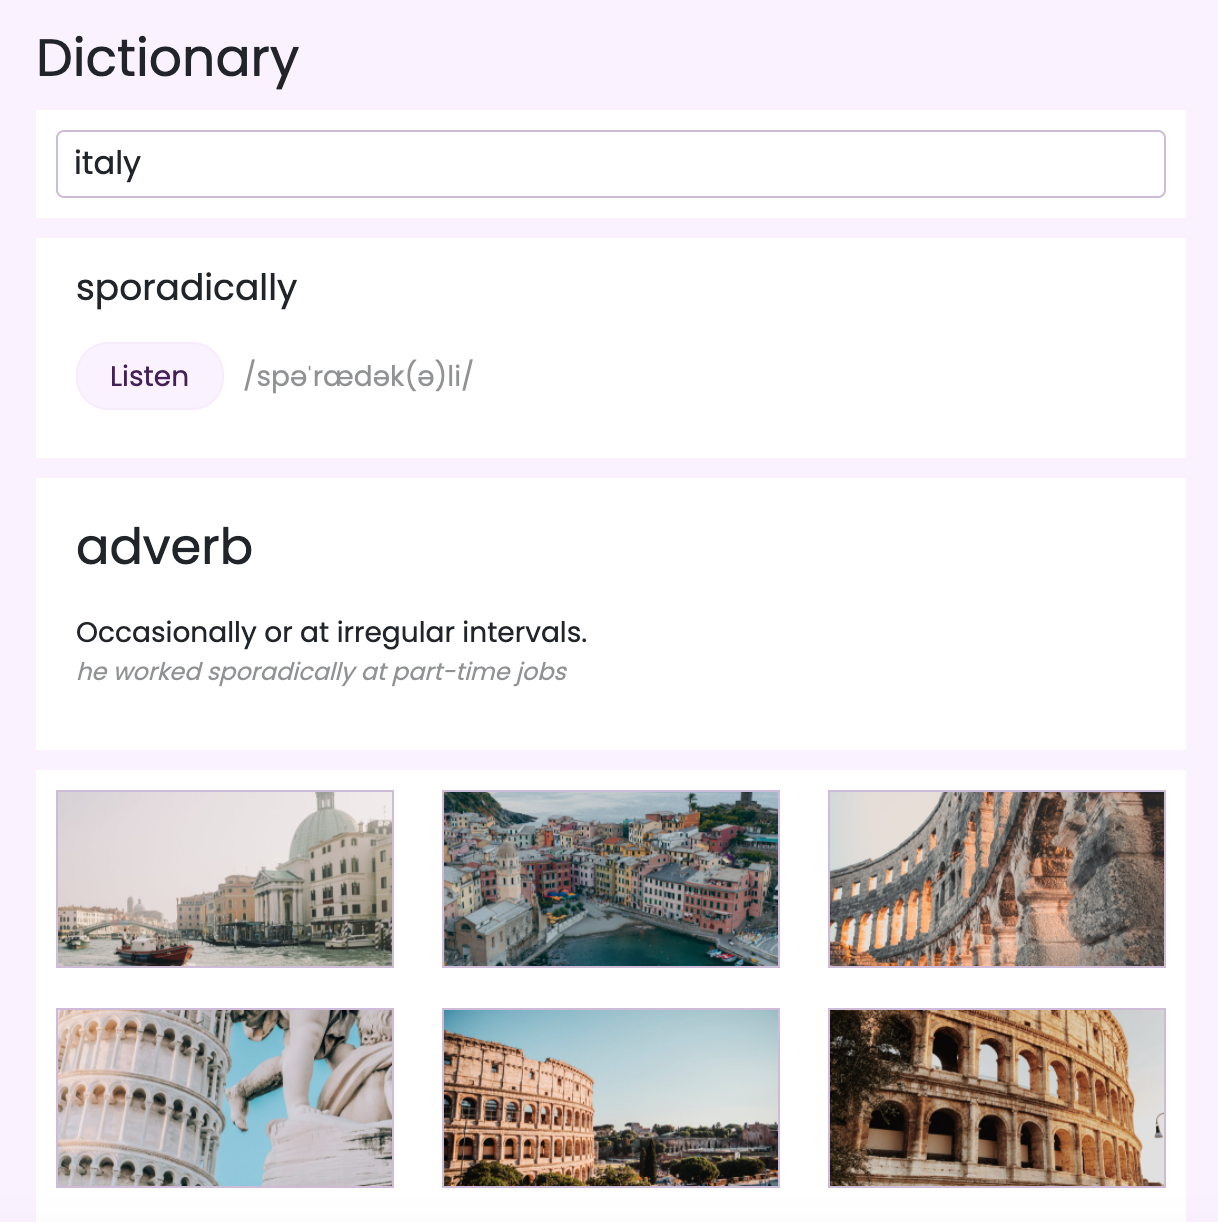 Dictionary
italy
sporadically
Listen /spəˈrædək(ə)li/
adverb
Occasionally or at irregular intervals.
he worked sporadically at part-time jobs